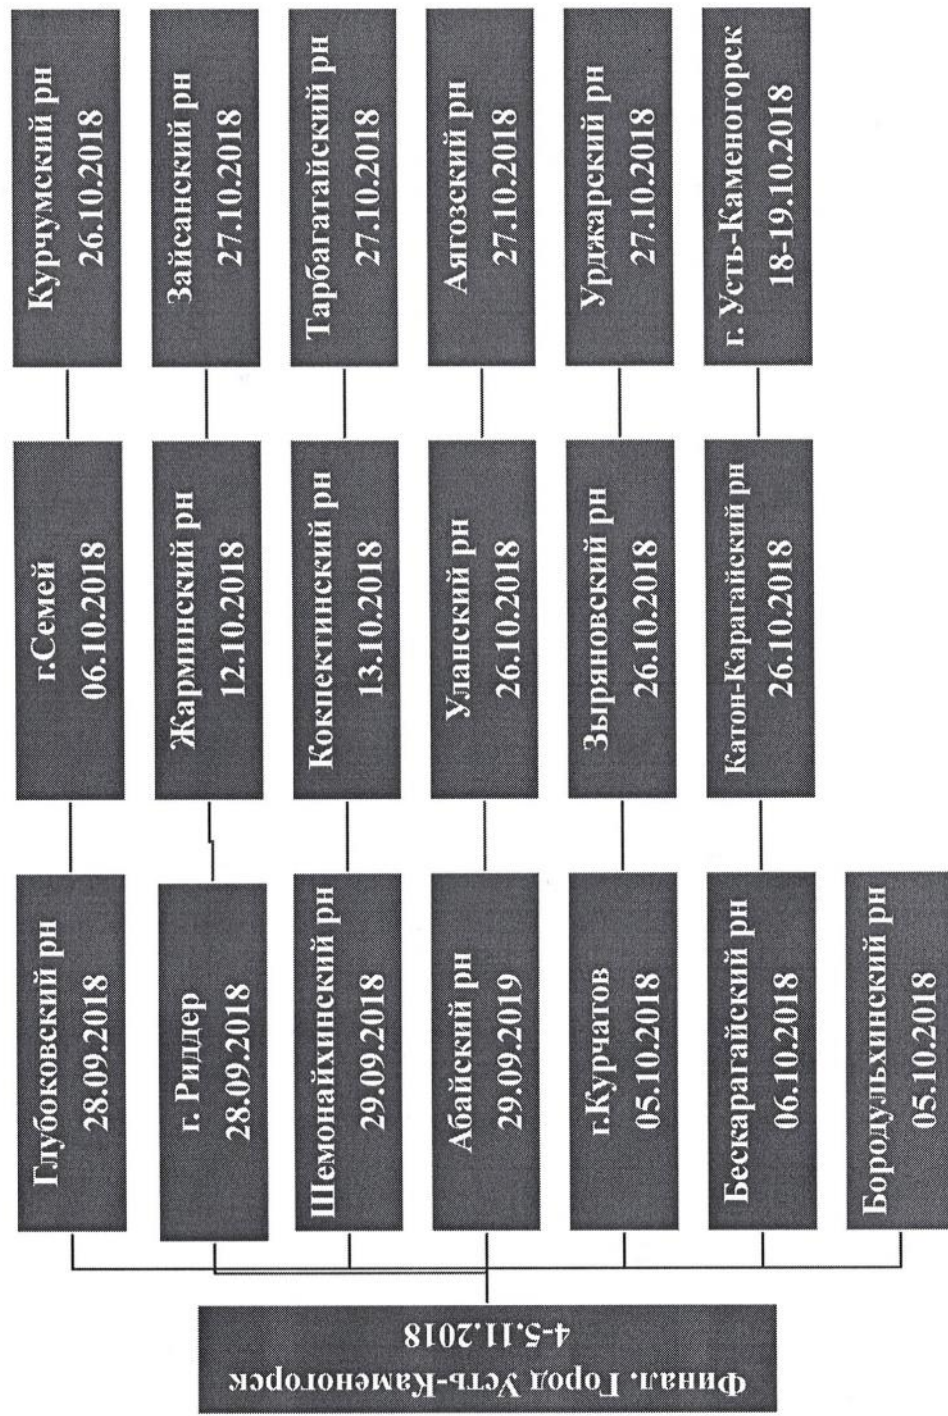 Финал. Город Усть-Каменогорск
4-5.11.2018
Глубоковский рн
28.09.2018
г.Семей
06.10.2018
Курчумский рн
26.10.2018
г. Риддер
28.09.2018
Жарминский рн
12.10.2018
Зайсанский рн
27.10.2018
Шемонайхинский рн
29.09.2018
Кокпектинский рн
13.10.2018
Тарбагатайский рн
27.10.2018
Абайский рн
29.09.2019
Уланский рн
26.10.2018
Аягозский рн
27.10.2018
г.Курчатов
05.10.2018
Зыряновский рн
26.10.2018
Урджарский рн
27.10.2018
Бескарагайский рн
06.10.2018
Катон-Карагайский рн
26.10.2018
г. Усть-Каменогорск
18-19.10.2018
Бородульхинский рн
05.10.2018